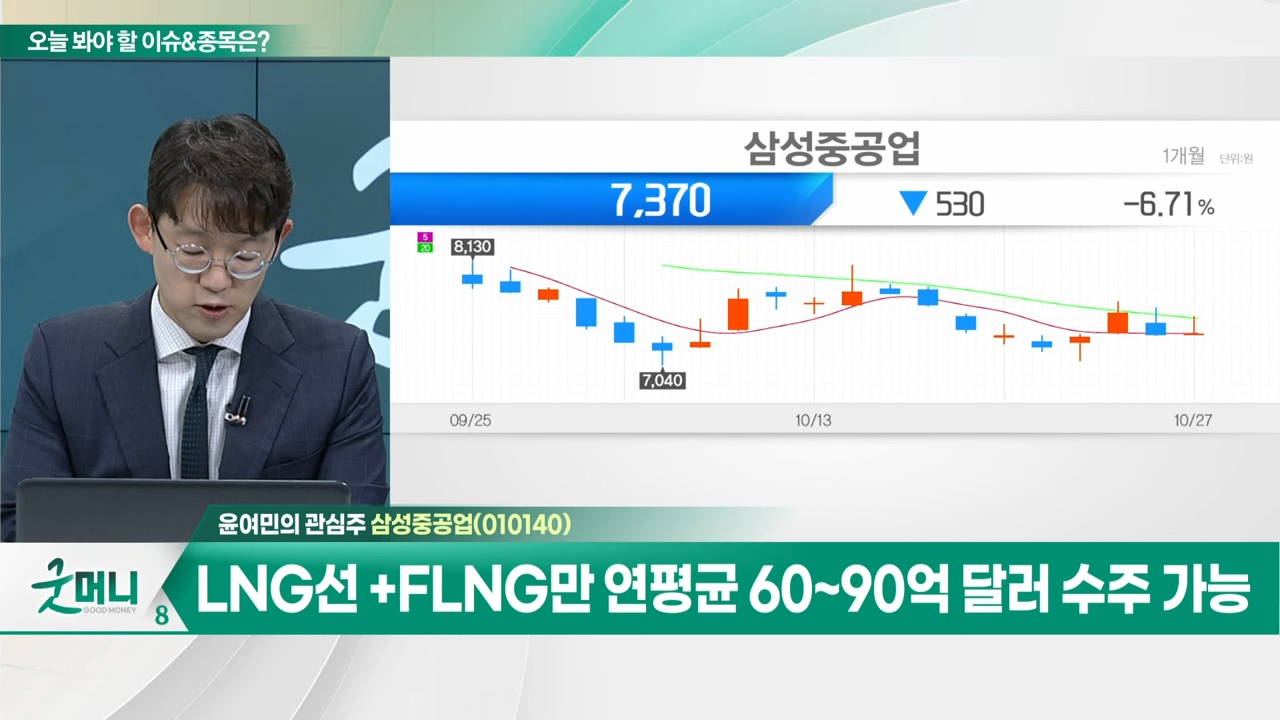 오늘 봐야 할 이슈&종목은?
삼성중공업
1개월 단위:원
7,370 ▼ 530 -6.71%
5
20
8,130
7,040
09/25 10/13 10/27
윤여민의 관심주 삼성중공업(010140)
LNG선 +FLNG만 연평균 60~90억 달러 수주 가능
굿머니
GOOD MONEY
8